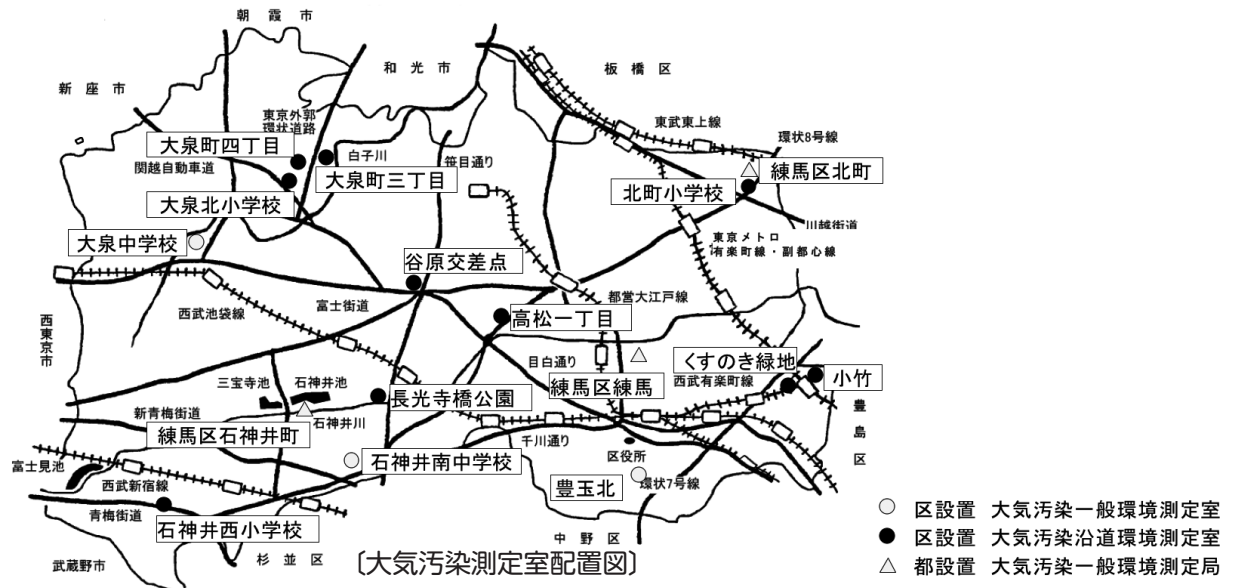 朝霞市
和光市
板橋区
新座市
東京外郭
環状道路
東武東上線
環状8号線
大泉町四丁目
白子川
笹目通り
関越自動車道
大泉町三丁目
練馬区北町
北町小学校
大泉北小学校
川越街道
大泉中学校
東京メトロ
有楽町線・副都心線
谷原交差点
都営大江戸線
富士街道
西武池袋線
高松一丁目
西東京市
目白通り
くすのき緑地
小竹
三宝寺池
石神井池
練馬区練馬
西武有楽町線
長光寺橋公園
新青梅街道
石神井川
豊島区
練馬区石神井町
千川通り
区役所
石神井南中学校
富士見池
西武新宿線
豊玉北
環状7号線
青梅街道
石神井西小学校
中野区
杉並区
武蔵野市
〔大気汚染測定室配置図〕
区設置 大気汚染一般環境測定室
区設置 大気汚染沿道環境測定室
都設置 大気汚染一般環境測定局